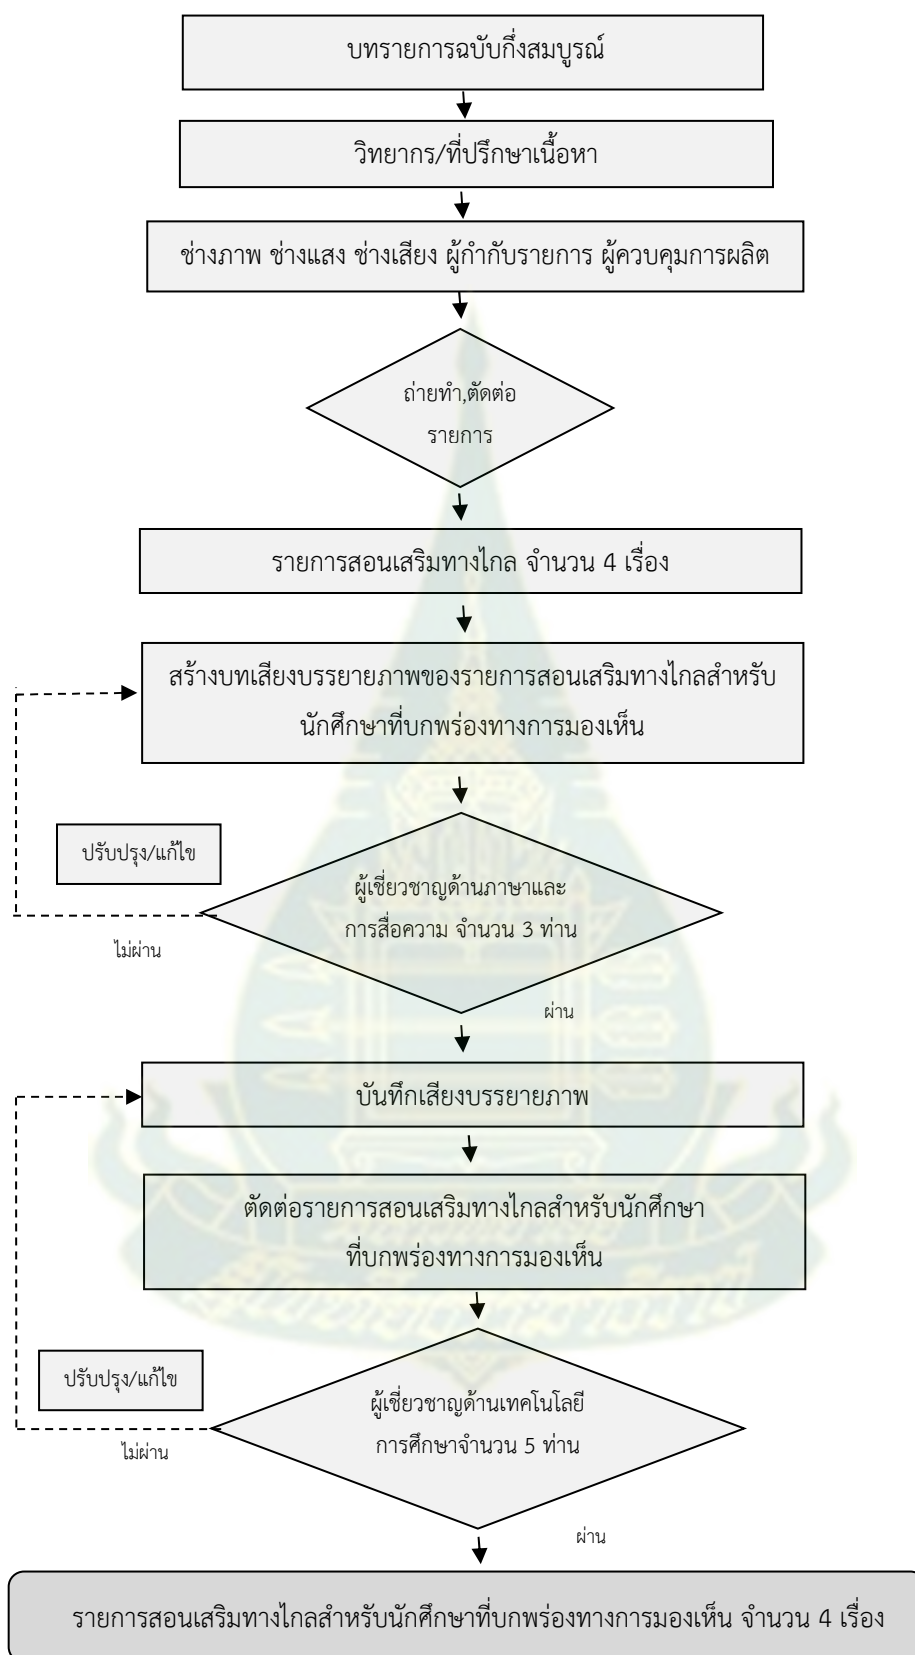 บทรายการฉบับกึ่งสมบูรณ์
วิทยากร/ที่ปรึกษาเนื้อหา
ช่างภาพ ช่างแสง ช่างเสียง ผู้กำกับรายการ ผู้ควบคุมการผลิต
ถ่ายทำ,ตัดต่อ
รายการ
รายการสอนเสริมทางไกล จำนวน 4 เรื่อง
สร้างบทเสียงบรรยายภาพของรายการสอนเสริมทางไกลสำหรับ
นักศึกษาที่บกพร่องทางการมองเห็น
ปรับปรุง/แก้ไข
ผู้เชี่ยวชาญด้านภาษาและ
การสื่อความ จำนวน 3 ท่าน
ไม่ผ่าน
ผ่าน
บันทึกเสียงบรรยายภาพ
ตัดต่อรายการสอนเสริมทางไกลสำหรับนักศึกษา
ที่บกพร่องทางการมองเห็น
ปรับปรุง/แก้ไข
ผู้เชี่ยวชาญด้านเทคโนโลยี
การศึกษาจำนวน 5 ท่าน
ไม่ผ่าน
ผ่าน
รายการสอนเสริมทางไกลสำหรับนักศึกษาที่บกพร่องทางการมองเห็น จำนวน 4 เรื่อง